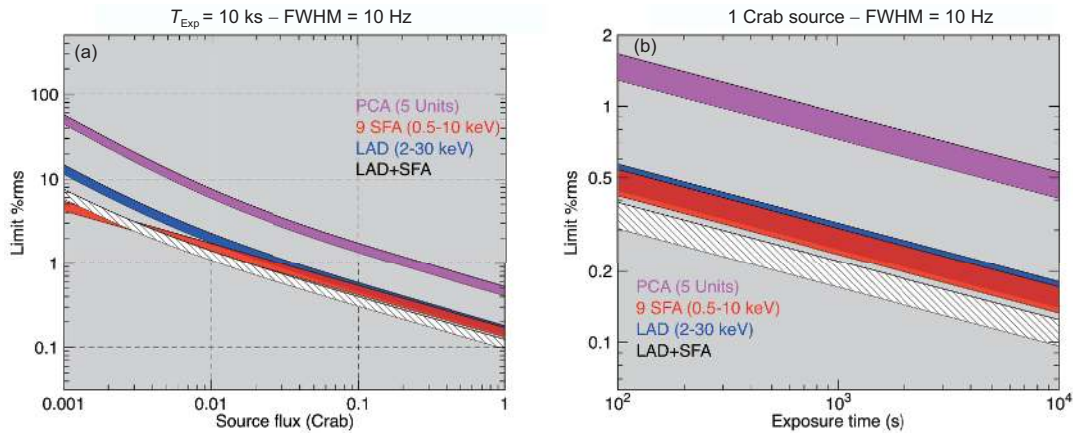 T_Exp = 10 ks – FWHM = 10 Hz
(a)
100
10
1
0.1
Limit %rms
PCA (5 Units)
9 SFA (0.5-10 keV)
LAD (2-30 keV)
LAD+SFA
0.001 0.01 0.1 1
Source flux (Crab)
1 Crab source – FWHM = 10 Hz
(b)
2
1
0.5
0.2
0.1
Limit %rms
PCA (5 Units)
9 SFA (0.5-10 keV)
LAD (2-30 keV)
LAD+SFA
10² 10³ 10⁴
Exposure time (s)